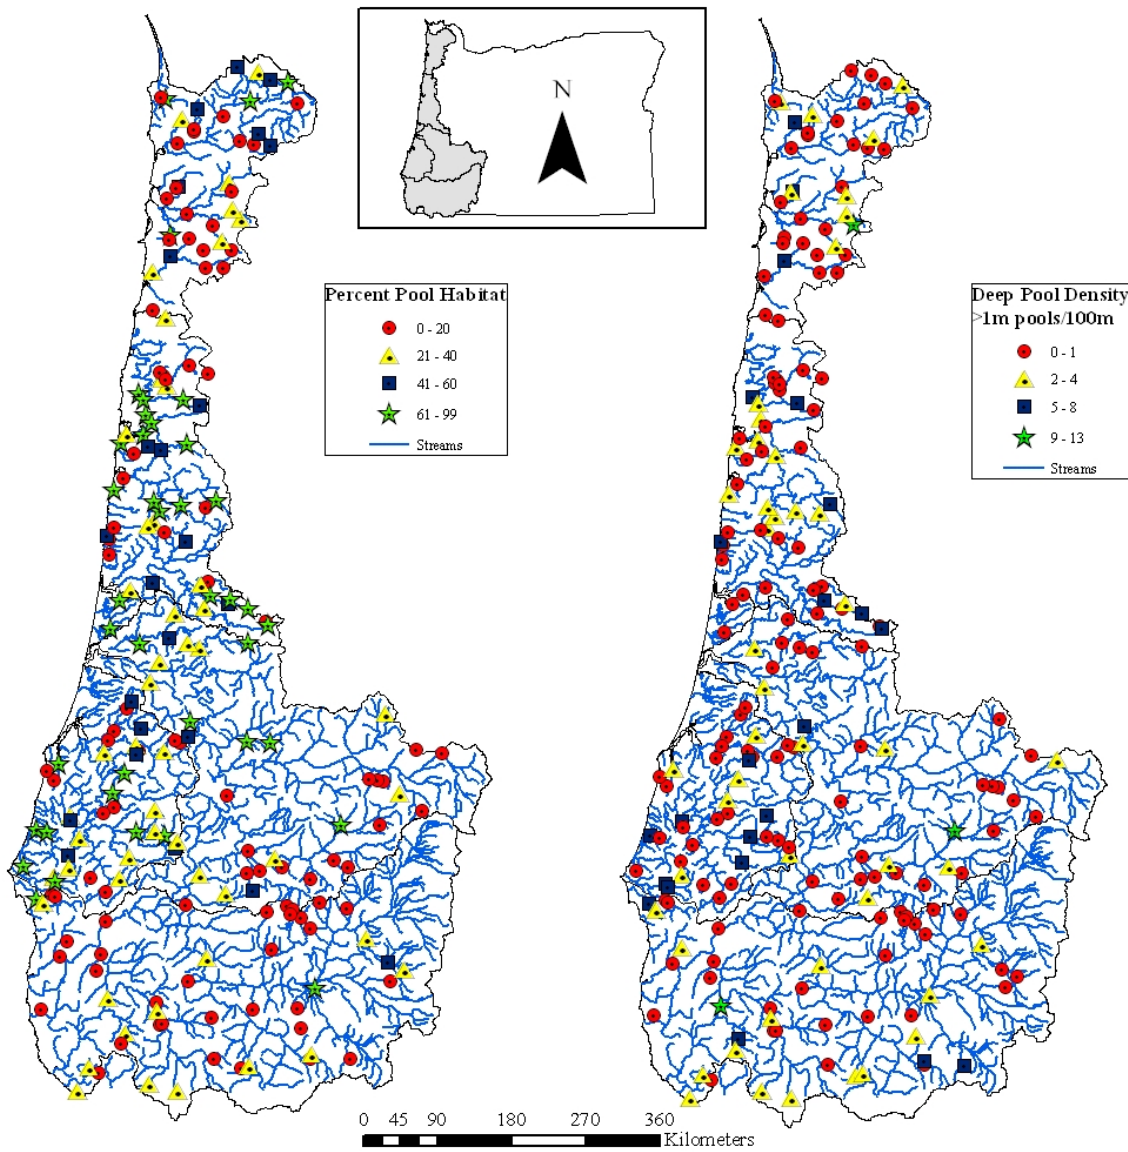 N
Percent Pool Habitat
0 - 20
21 - 40
41 - 60
61 - 99
Streams
Deep Pool Density
>1m pools/100m
0 - 1
2 - 4
5 - 8
9 - 13
Streams
0 45 90 180 270 360
Kilometers